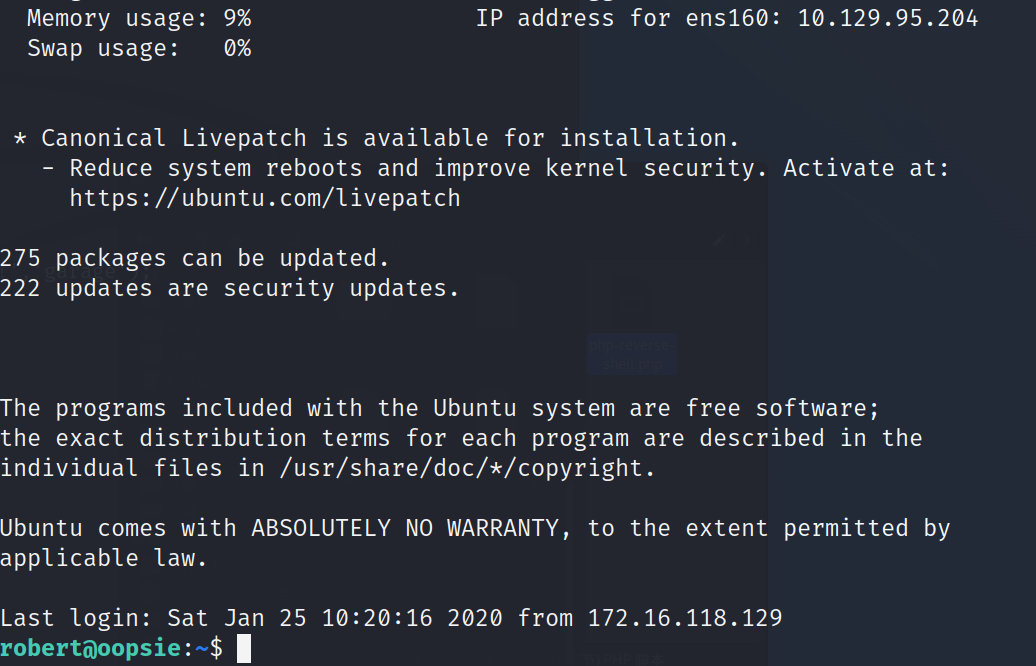 Memory usage: 9% IP address for ens160: 10.129.95.204
Swap usage: 0%
* Canonical Livepatch is available for installation.
- Reduce system reboots and improve kernel security. Activate at:
https://ubuntu.com/livepatch
275 packages can be updated.
222 updates are security updates.
php-reverse-
shell.php
The programs included with the Ubuntu system are free software;
the exact distribution terms for each program are described in the
individual files in /usr/share/doc/*/copyright.
Ubuntu comes with ABSOLUTELY NO WARRANTY, to the extent permitted by
applicable law.
Last login: Sat Jan 25 10:20:16 2020 from 172.16.118.129
robert@oopsie:~$